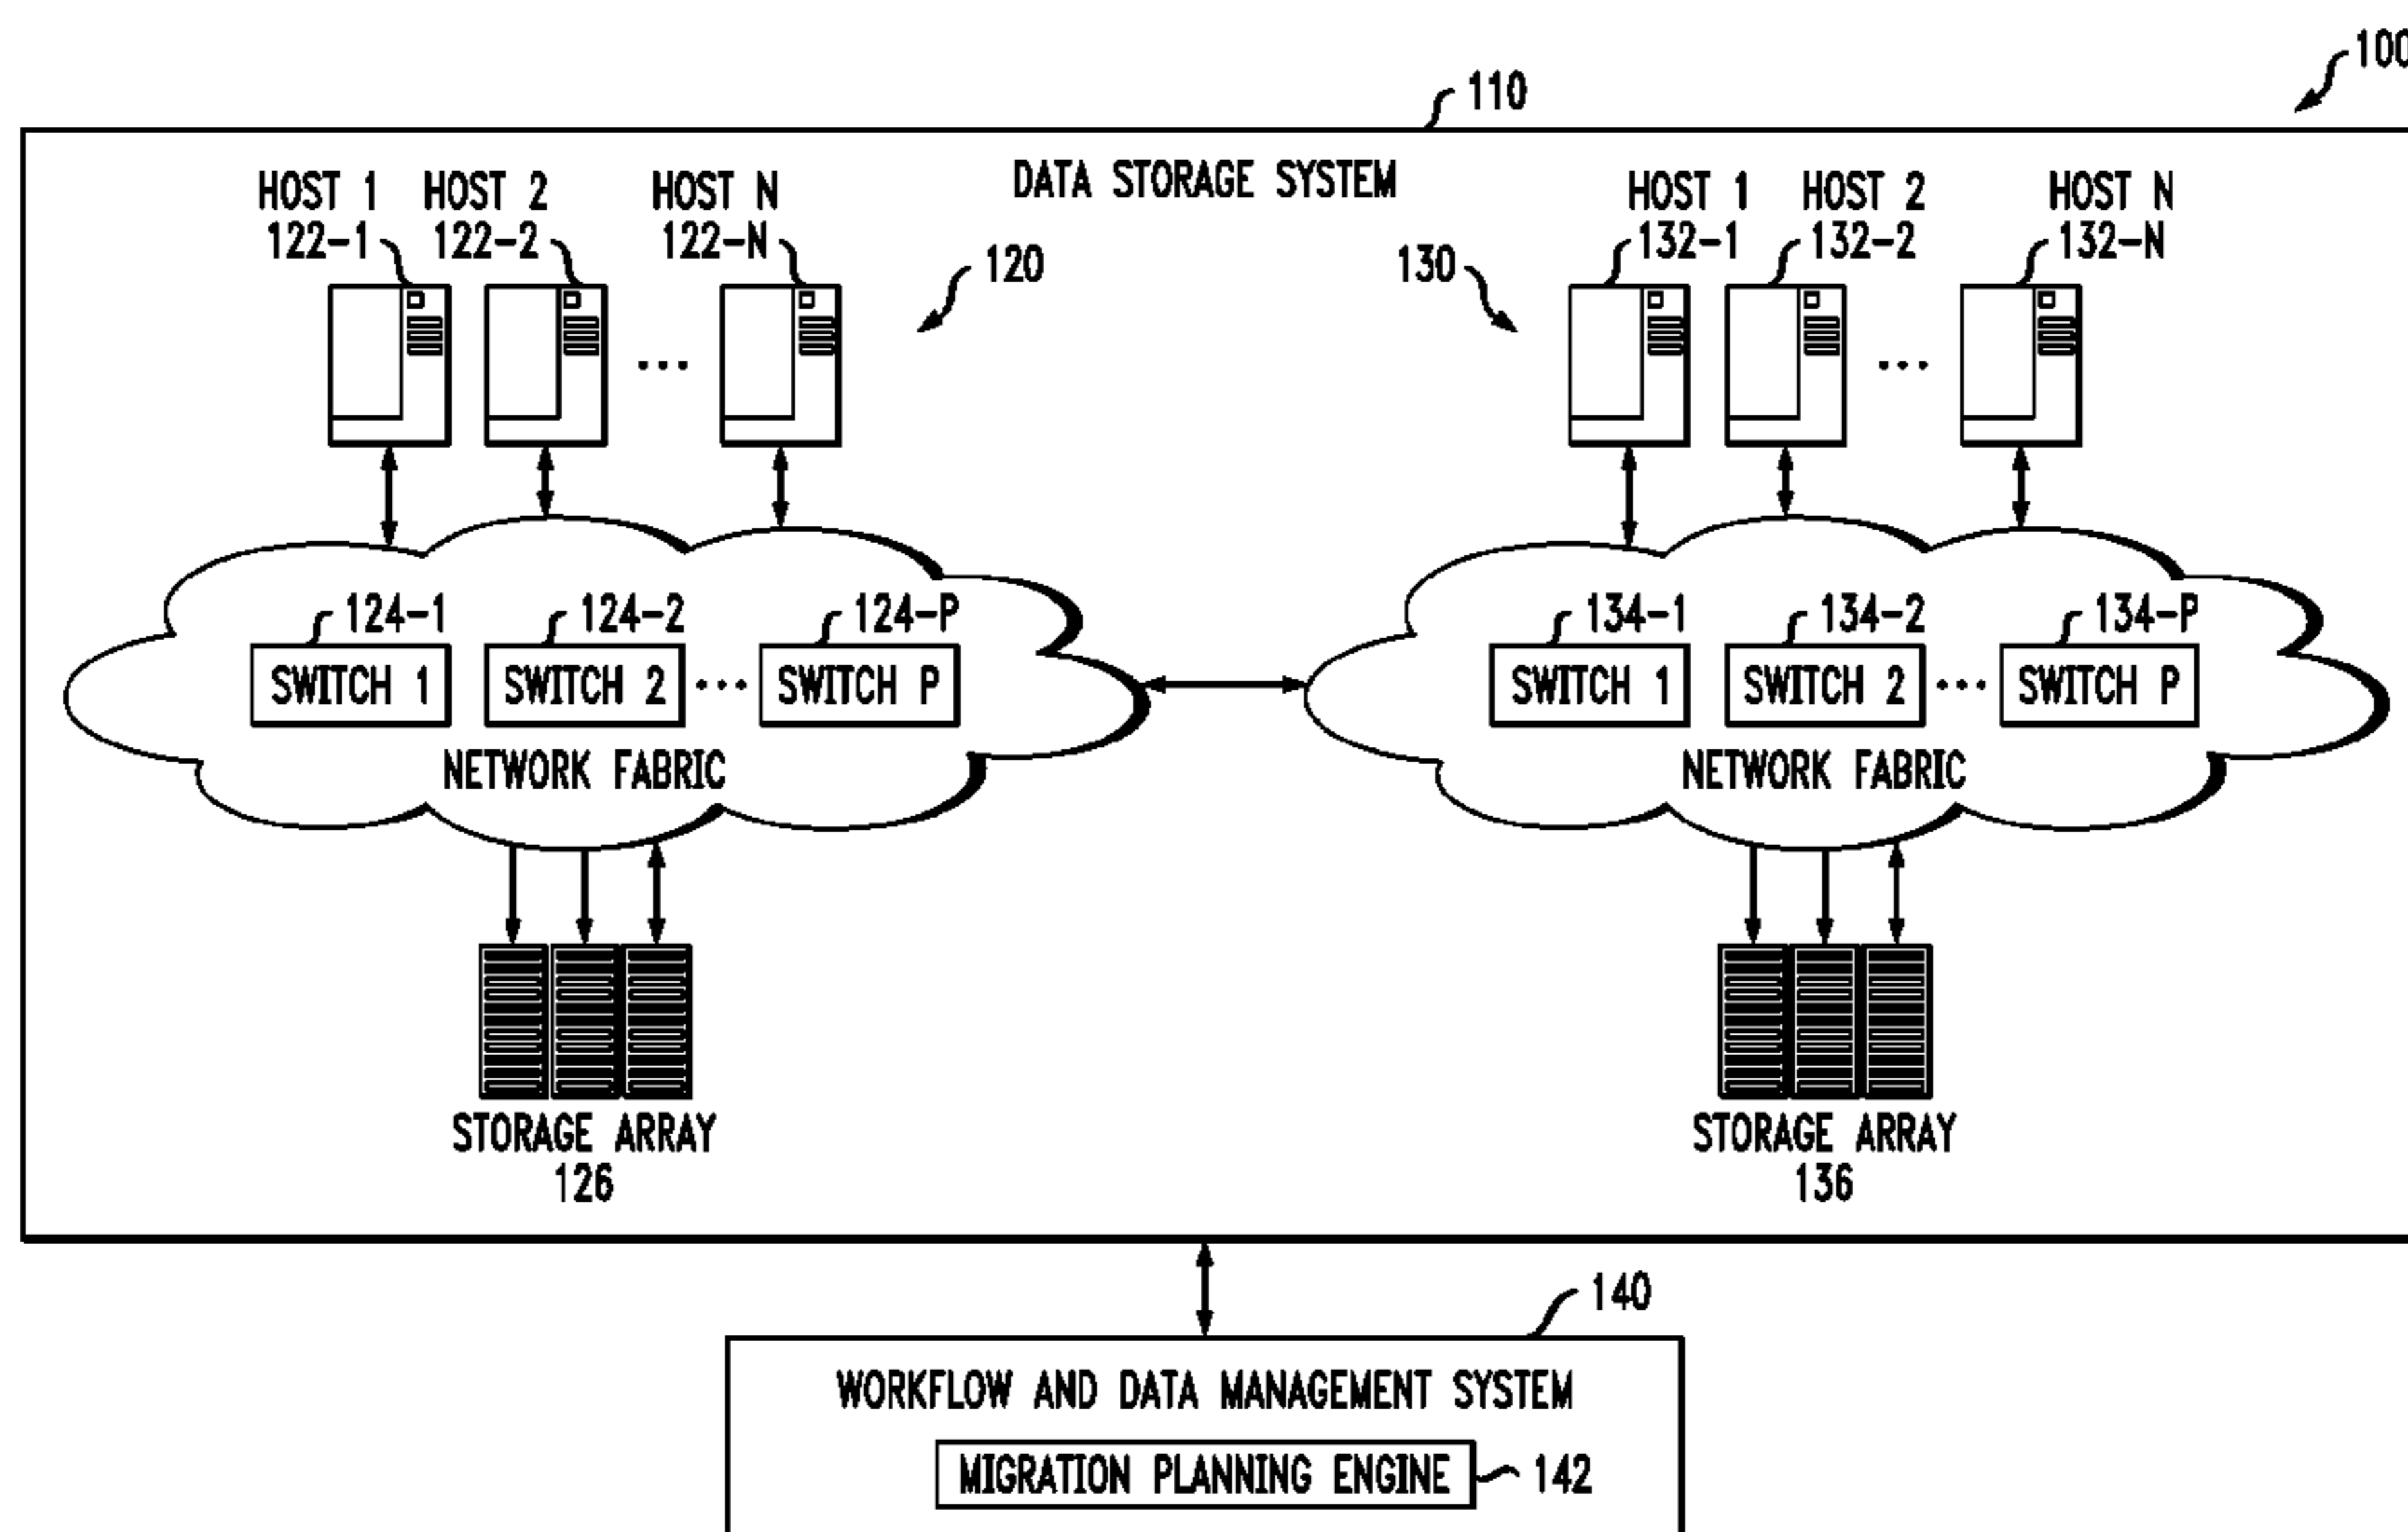 100
110
DATA STORAGE SYSTEM
HOST 1 HOST 2 HOST N
122-1 122-2 122-N
120
HOST 1 HOST 2 HOST N
132-1 132-2 132-N
130
...
...
124-1 124-2 124-P
SWITCH 1 SWITCH 2 ... SWITCH P
NETWORK FABRIC
134-1 134-2 134-P
SWITCH 1 SWITCH 2 ... SWITCH P
NETWORK FABRIC
STORAGE ARRAY
126
STORAGE ARRAY
136
140
WORKFLOW AND DATA MANAGEMENT SYSTEM
MIGRATION PLANNING ENGINE 142